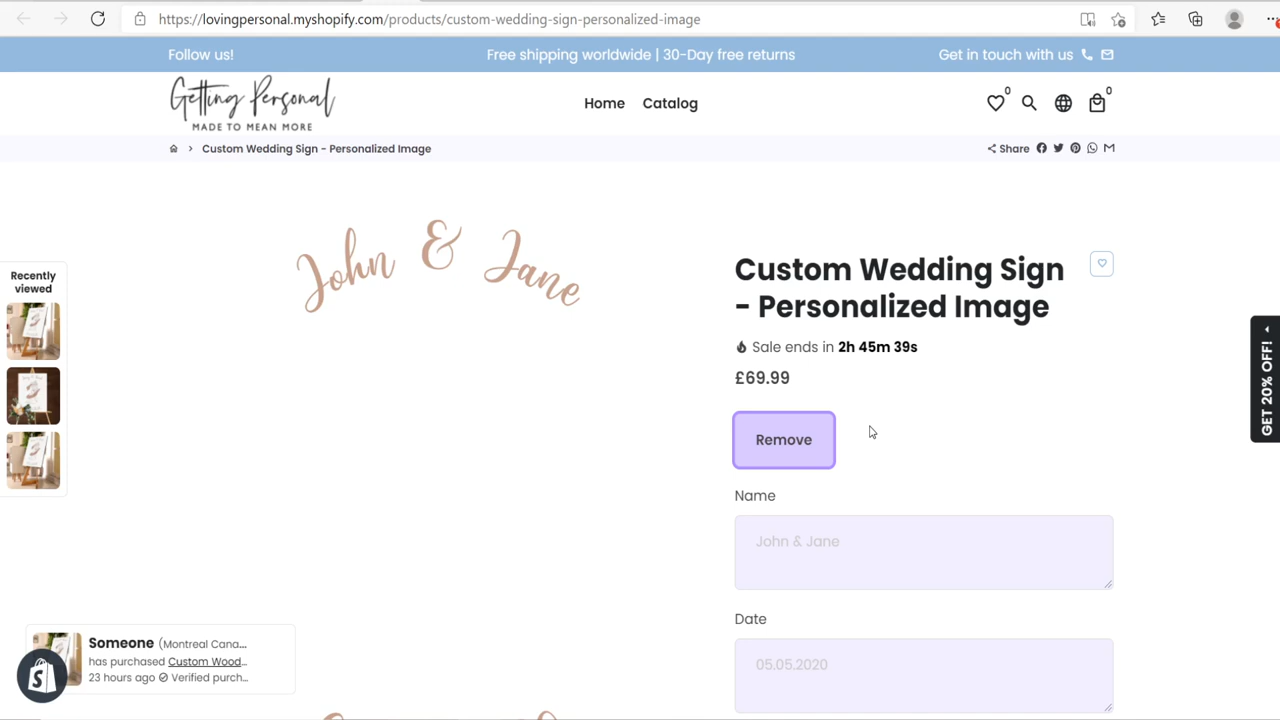 https://lovingpersonal.myshopify.com/products/custom-wedding-sign-personalized-image
Follow us!
Free shipping worldwide | 30-Day free returns
Get in touch with us
Getting Personal
MADE TO MEAN MORE
Home
Catalog
0
0
Custom Wedding Sign - Personalized Image
Share
John & Jane
Recently
viewed
Custom Wedding Sign
- Personalized Image
Sale ends in 2h 45m 39s
£69.99
GET 20% OFF!
Remove
Name
John & Jane
Date
05.05.2020
Someone (Montreal Cana...
has purchased Custom Wood...
23 hours ago Verified purch...